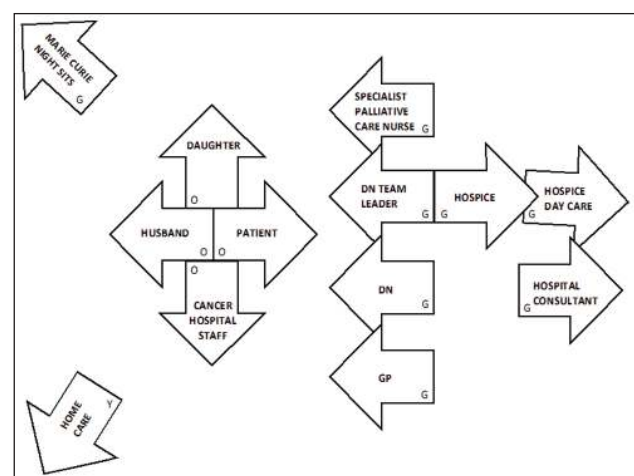 MARIE CURIE
NIGHT SITS
G
SPECIALIST
PALLIATIVE
CARE NURSE
G
DAUGHTER
O
DN TEAM
LEADER
G
HOSPICE
G
HOSPICE
DAY CARE
G
HUSBAND
O
PATIENT
O
O
CANCER
HOSPITAL
STAFF
DN
G
HOSPITAL
CONSULTANT
G
GP
G
HOME
CARE
Y